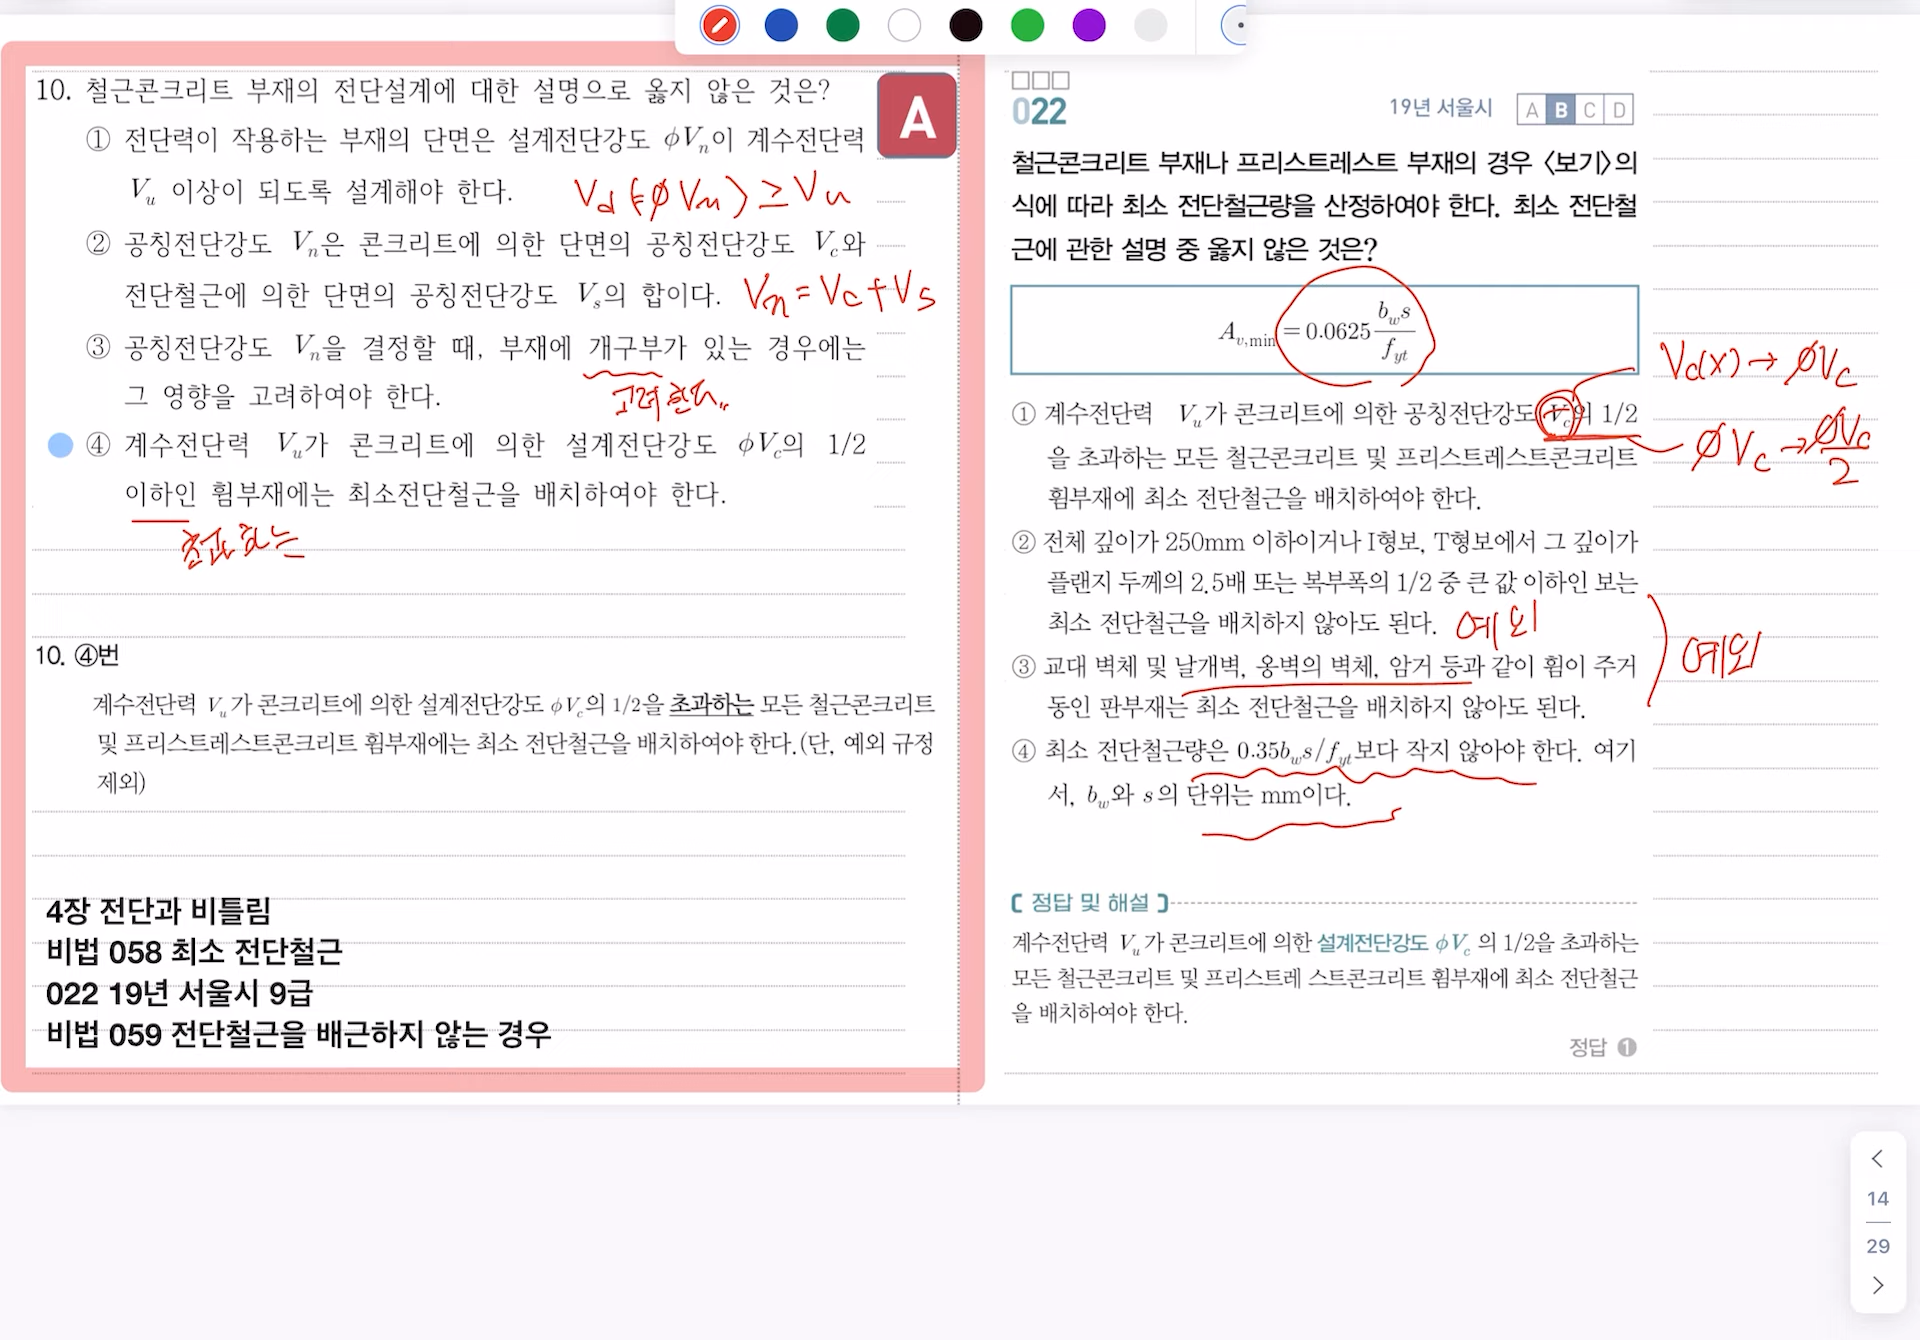 10. 철근콘크리트 부재의 전단설계에 대한 설명으로 옳지 않은 것은?
A
① 전단력이 작용하는 부재의 단면은 설계전단강도 ϕVn이 계수전단력
Vu 이상이 되도록 설계해야 한다.
Vd(=ϕVn) ≥ Vu
② 공칭전단강도 Vn은 콘크리트에 의한 단면의 공칭전단강도 Vc와
전단철근에 의한 단면의 공칭전단강도 Vs의 합이다.
Vn = Vc + Vs
③ 공칭전단강도 Vn을 결정할 때, 부재에 개구부가 있는 경우에는
그 영향을 고려하여야 한다.
고려한다
④ 계수전단력 Vu가 콘크리트에 의한 설계전단강도 ϕVc의 1/2
이하인 휨부재에는 최소전단철근을 배치하여야 한다.
초과하는
10. ④번
계수전단력 Vu가 콘크리트에 의한 설계전단강도 ϕVc의 1/2을 초과하는 모든 철근콘크리트
및 프리스트레스트콘크리트 휨부재에는 최소 전단철근을 배치하여야 한다.(단, 예외 규정
제외)
4장 전단과 비틀림
비법 058 최소 전단철근
022 19년 서울시 9급
비법 059 전단철근을 배근하지 않는 경우
022
19년 서울시
A B C D
철근콘크리트 부재나 프리스트레스트 부재의 경우 〈보기〉의
식에 따라 최소 전단철근량을 산정하여야 한다. 최소 전단철
근에 관한 설명 중 옳지 않은 것은?
Av,min = 0.0625 bws/fyt
① 계수전단력 Vu가 콘크리트에 의한 공칭전단강도 Vc의 1/2
을 초과하는 모든 철근콘크리트 및 프리스트레스트콘크리트
휨부재에 최소 전단철근을 배치하여야 한다.
Vc(X) → ϕVc
ϕVc → ϕVc/2
② 전체 깊이가 250mm 이하이거나 I형보, T형보에서 그 깊이가
플랜지 두께의 2.5배 또는 복부폭의 1/2 중 큰 값 이하인 보는
최소 전단철근을 배치하지 않아도 된다.
예외
③ 교대 벽체 및 날개벽, 옹벽의 벽체, 암거 등과 같이 휨이 주거
동인 판부재는 최소 전단철근을 배치하지 않아도 된다.
예외
④ 최소 전단철근량은 0.35bws/fyt보다 작지 않아야 한다. 여기
서, bw와 s의 단위는 mm이다.
정답 및 해설
계수전단력 Vu가 콘크리트에 의한 설계전단강도 ϕVc 의 1/2을 초과하는
모든 철근콘크리트 및 프리스트레 스트콘크리트 휨부재에 최소 전단철근
을 배치하여야 한다.
정답 ❶
14
29